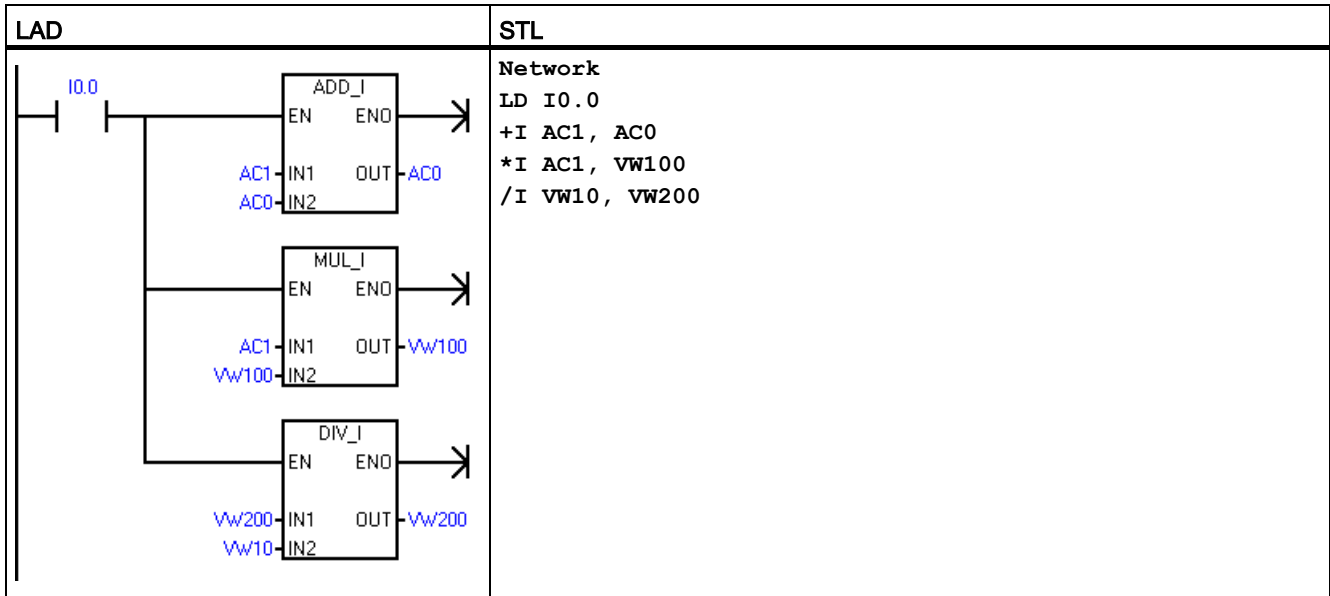 LAD
STL
I0.0
ADD_I
EN ENO
AC1 IN1 OUT AC0
AC0 IN2
MUL_I
EN ENO
AC1 IN1 OUT VW100
VW100 IN2
DIV_I
EN ENO
VW200 IN1 OUT VW200
VW10 IN2
Network
LD I0.0
+I AC1, AC0
*I AC1, VW100
/I VW10, VW200